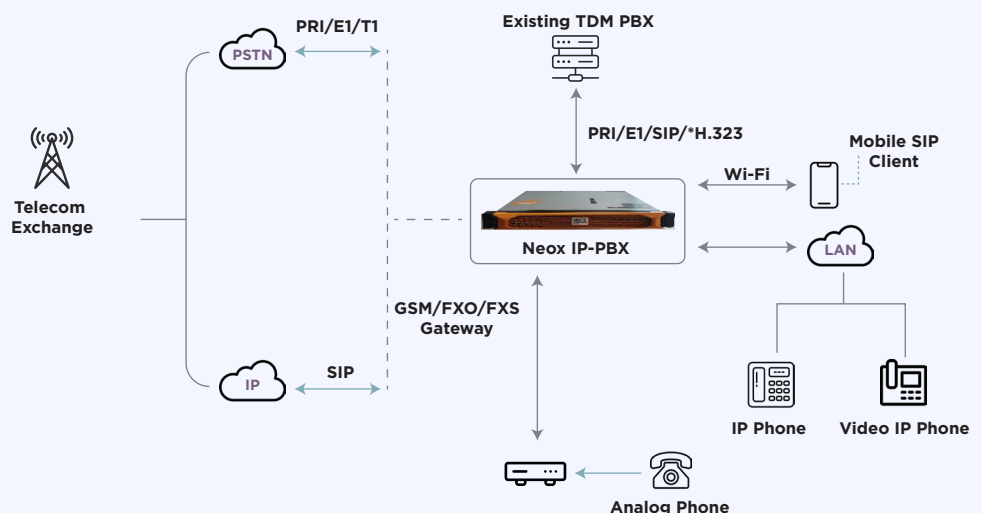 PRI/E1/T1
PSTN
Existing TDM PBX
PRI/E1/SIP/*H.323
Mobile SIP
Client
Wi-Fi
Telecom
Exchange
Neox IP-PBX
LAN
GSM/FXO/FXS
Gateway
IP
SIP
IP Phone
Video IP Phone
Analog Phone